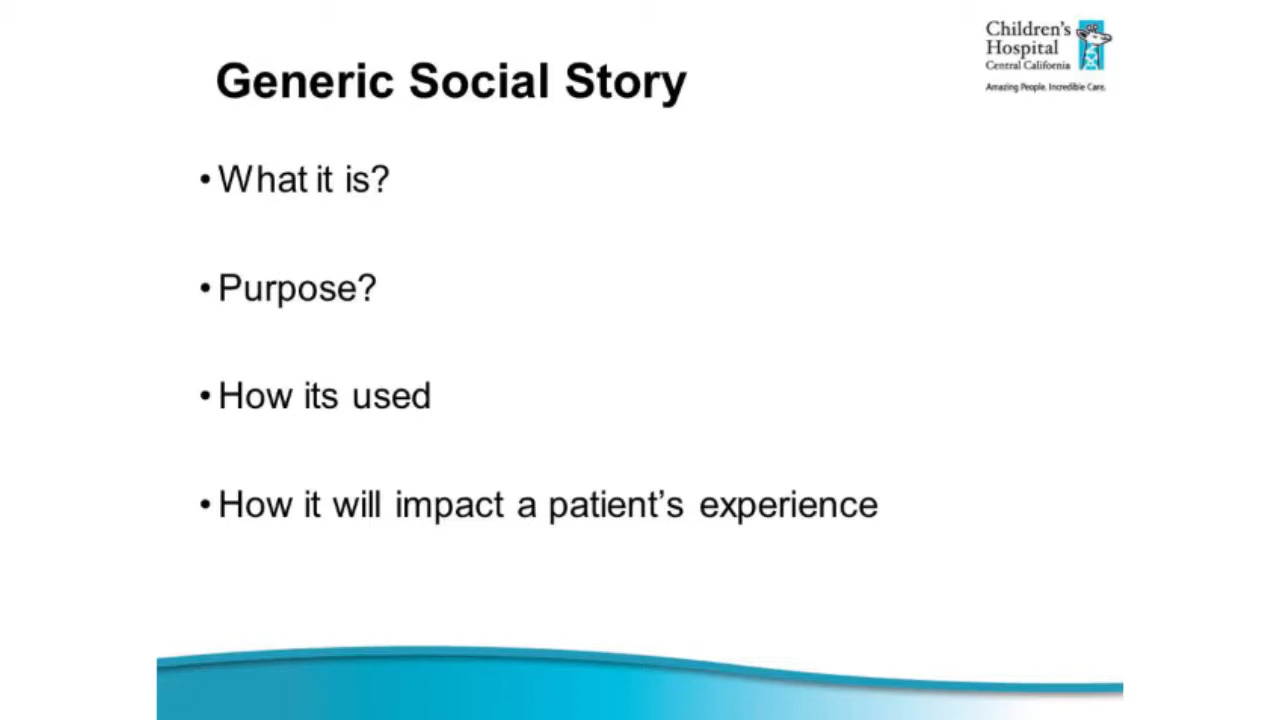 Children's
Hospital
Central California
Amazing People. Incredible Care.
Generic Social Story
• What it is?
• Purpose?
• How its used
• How it will impact a patient’s experience